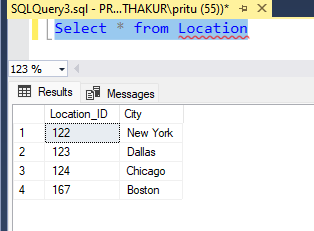 SQLQuery3.sql - PR...THAKUR\pritu (55))*
Select * from Location
123 %
Results Messages
Location_ID City
1 122 New York
2 123 Dallas
3 124 Chicago
4 167 Boston